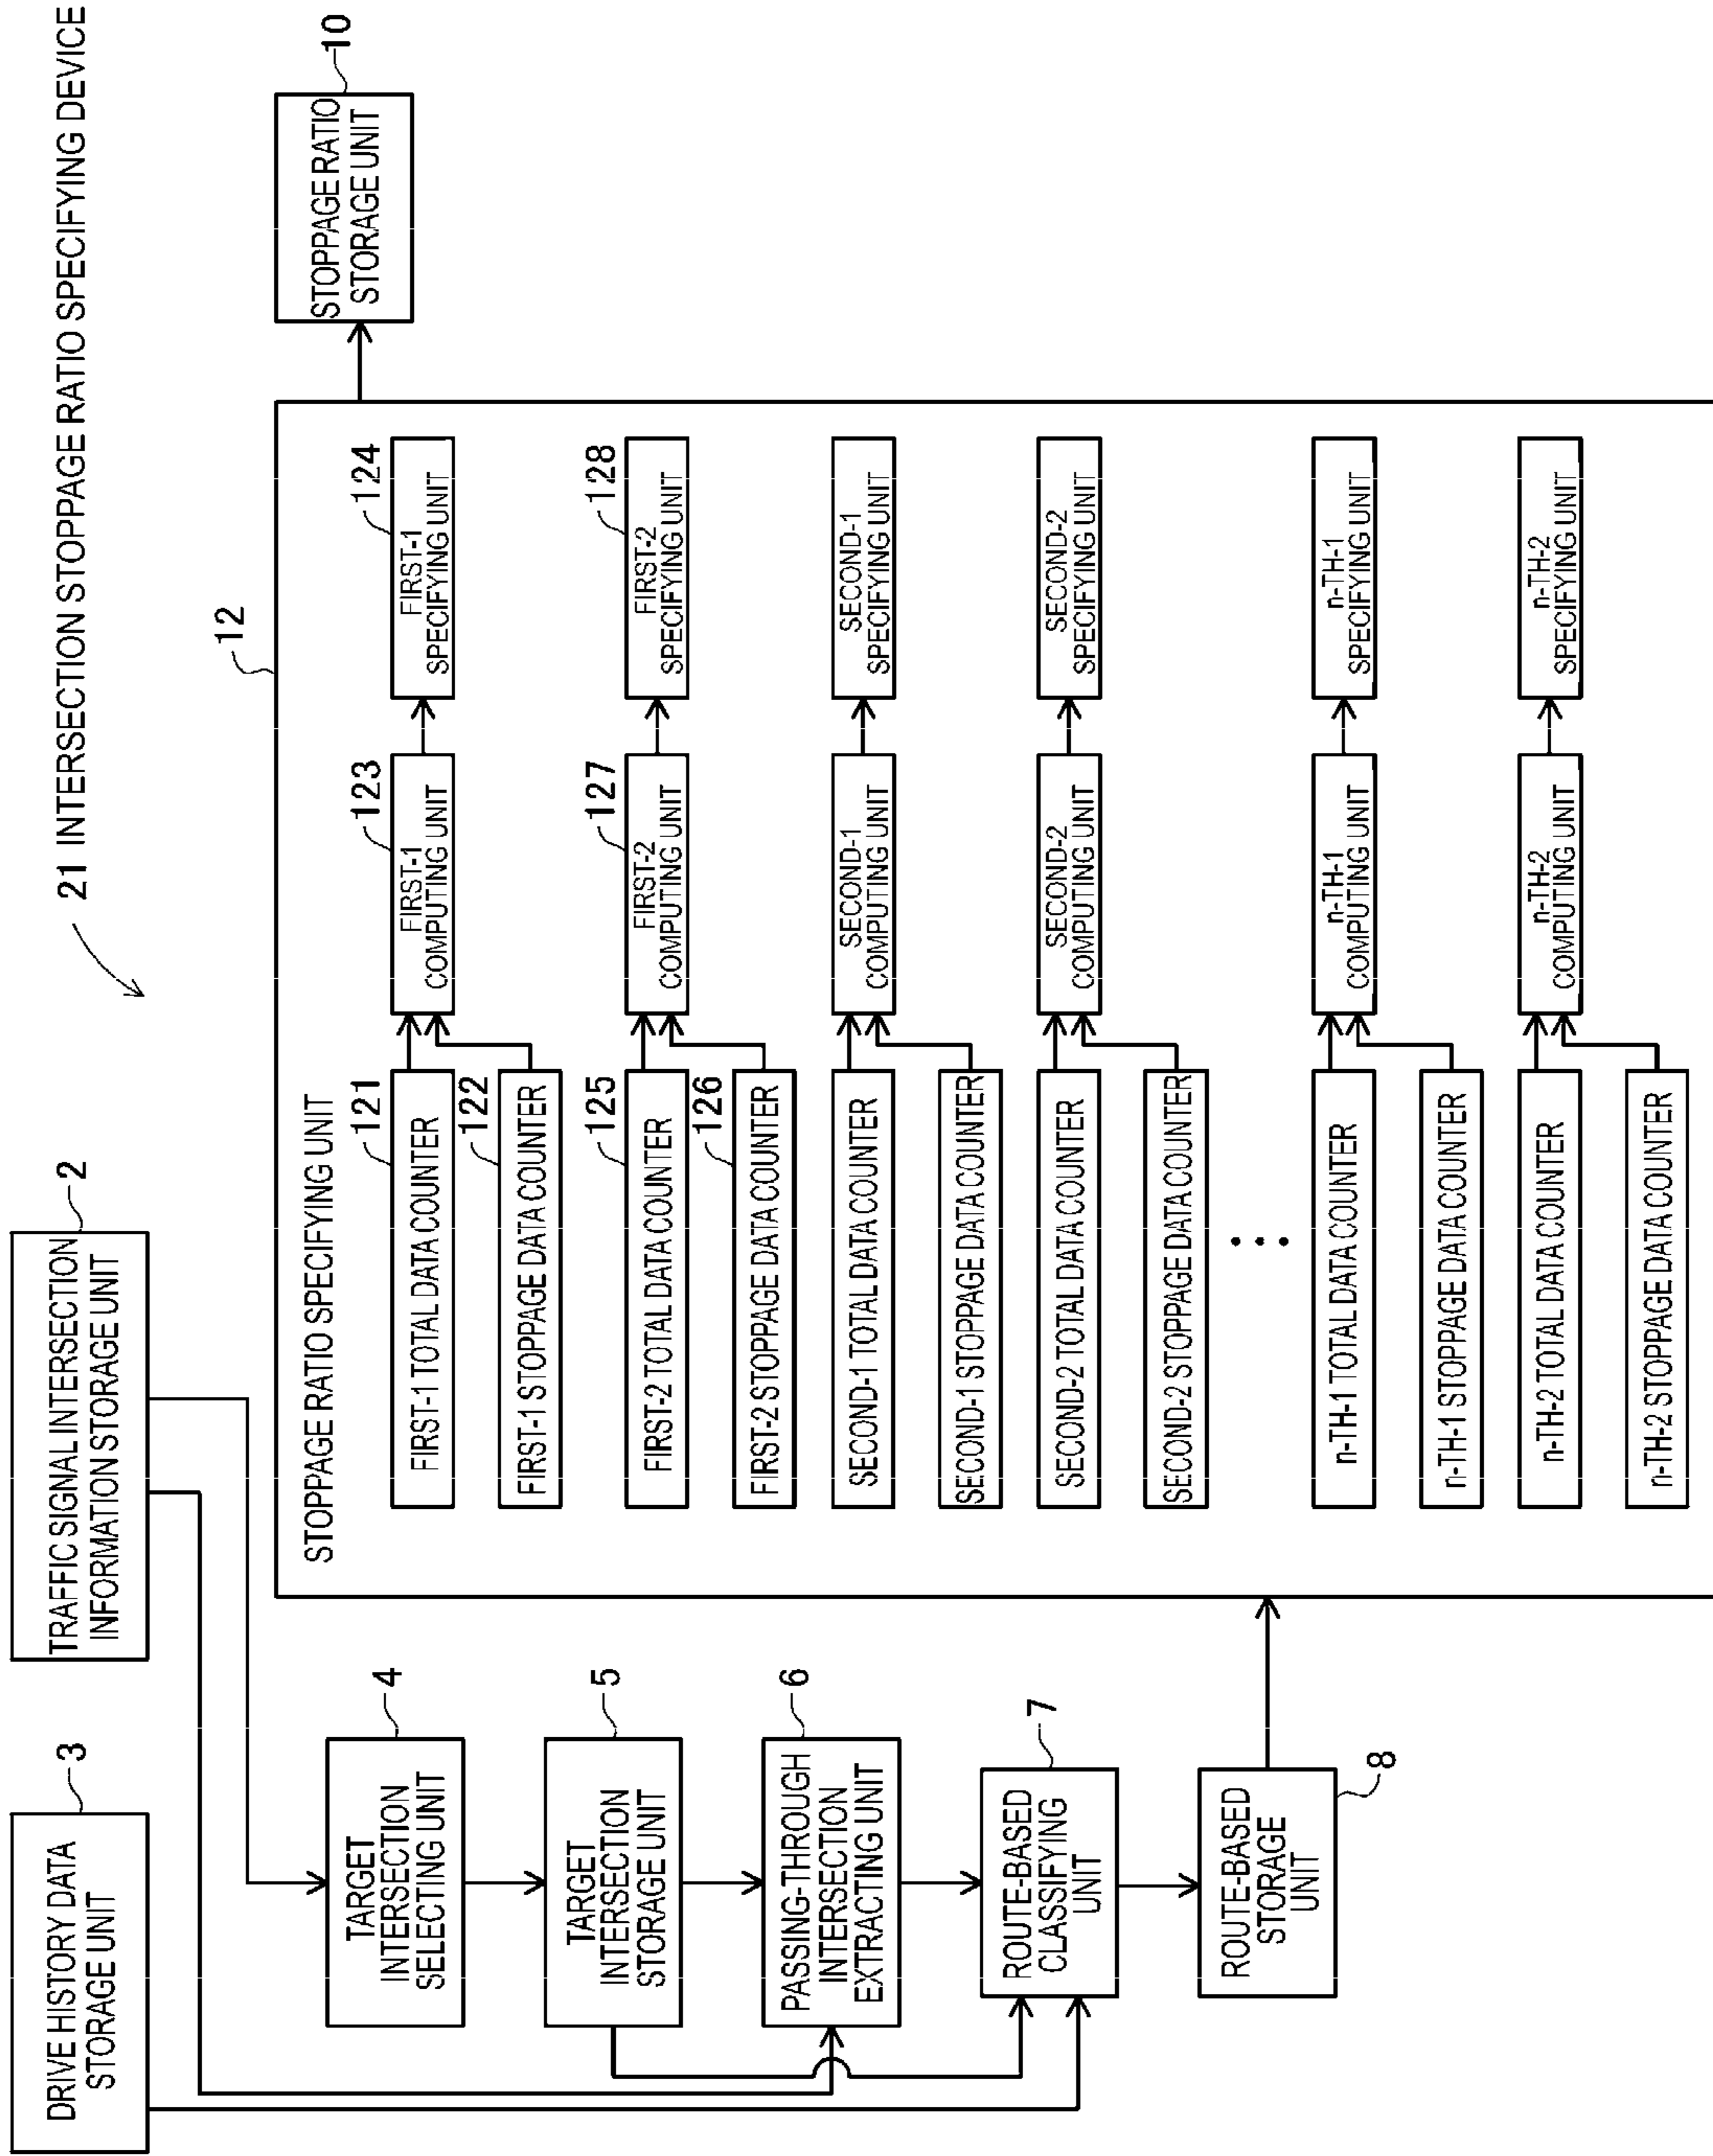 21 INTERSECTION STOPPAGE RATIO SPECIFYING DEVICE
DRIVE HISTORY DATA
STORAGE UNIT
3
TRAFFIC SIGNAL INTERSECTION
INFORMATION STORAGE UNIT
2
TARGET
INTERSECTION
SELECTING UNIT
4
TARGET
INTERSECTION
STORAGE UNIT
5
PASSING-THROUGH
INTERSECTION
EXTRACTING UNIT
6
ROUTE-BASED
CLASSIFYING
UNIT
7
ROUTE-BASED
STORAGE
UNIT
8
12
STOPPAGE RATIO SPECIFYING UNIT
FIRST-1 TOTAL DATA COUNTER
121
FIRST-1 STOPPAGE DATA COUNTER
122
FIRST-1
COMPUTING UNIT
123
FIRST-1
SPECIFYING UNIT
124
FIRST-2 TOTAL DATA COUNTER
125
FIRST-2 STOPPAGE DATA COUNTER
126
FIRST-2
COMPUTING UNIT
127
FIRST-2
SPECIFYING UNIT
128
SECOND-1 TOTAL DATA COUNTER
SECOND-1 STOPPAGE DATA COUNTER
SECOND-1
COMPUTING UNIT
SECOND-1
SPECIFYING UNIT
SECOND-2 TOTAL DATA COUNTER
SECOND-2 STOPPAGE DATA COUNTER
SECOND-2
COMPUTING UNIT
SECOND-2
SPECIFYING UNIT
...
n-TH-1 TOTAL DATA COUNTER
n-TH-1 STOPPAGE DATA COUNTER
n-TH-1
COMPUTING UNIT
n-TH-1
SPECIFYING UNIT
n-TH-2 TOTAL DATA COUNTER
n-TH-2 STOPPAGE DATA COUNTER
n-TH-2
COMPUTING UNIT
n-TH-2
SPECIFYING UNIT
STOPPAGE RATIO
STORAGE UNIT
10